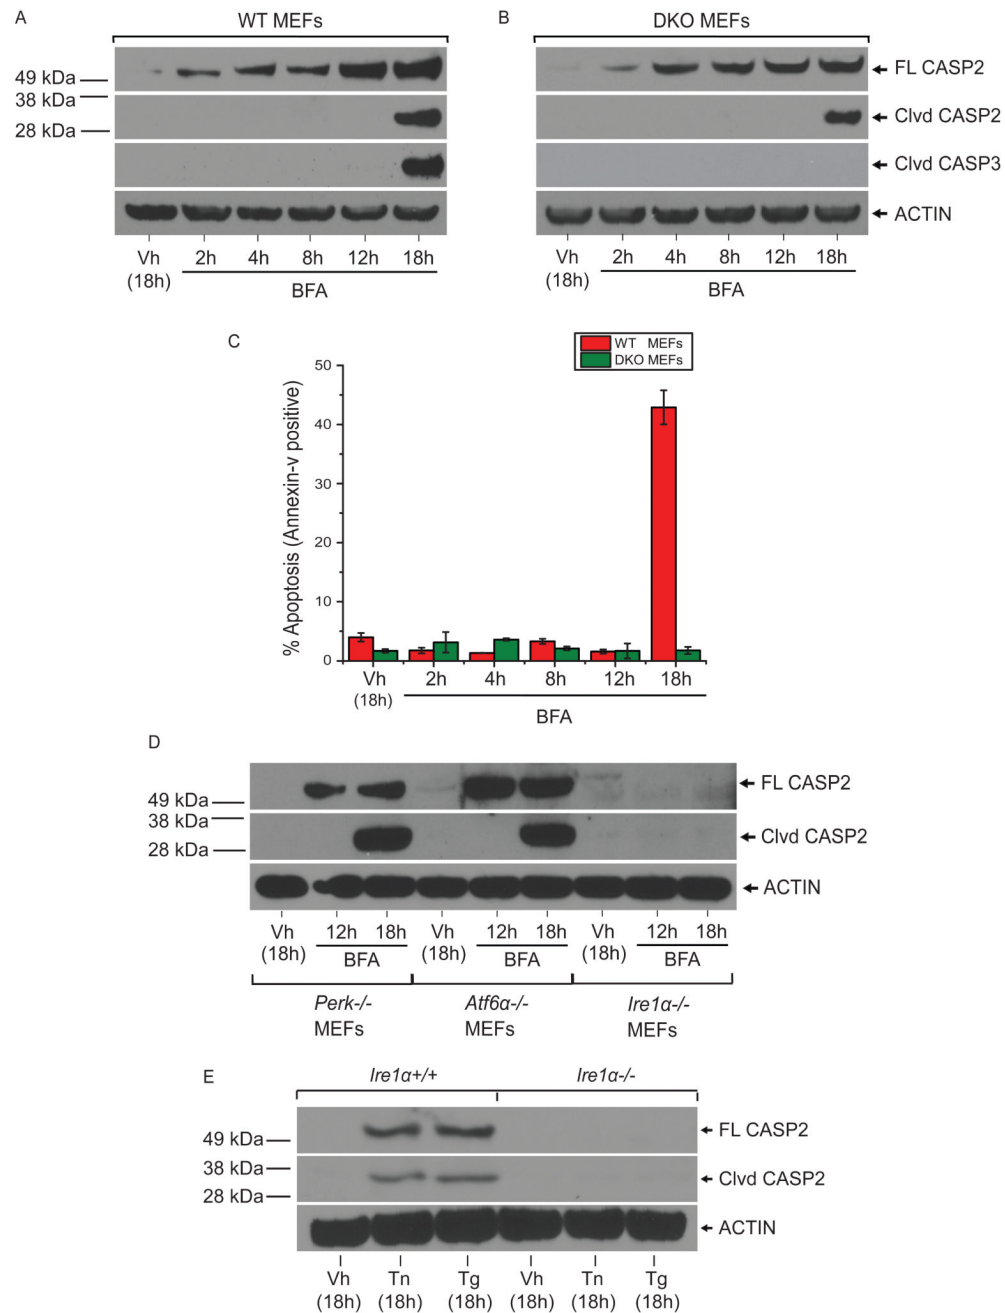 A
WT MEFs
B
DKO MEFs
49 kDa
38 kDa
28 kDa
FL CASP2
Clvd CASP2
Clvd CASP3
ACTIN
Vh
(18h)
2h
4h
8h
12h
18h
BFA
Vh
(18h)
2h
4h
8h
12h
18h
BFA
C
WT MEFs
DKO MEFs
% Apoptosis (Annexin-v positive)
50
40
30
20
10
0
Vh
(18h)
2h
4h
8h
12h
18h
BFA
D
49 kDa
38 kDa
28 kDa
FL CASP2
Clvd CASP2
ACTIN
Vh
(18h)
12h
18h
BFA
Vh
(18h)
12h
18h
BFA
Vh
(18h)
12h
18h
BFA
Perk-/-
MEFs
Atf6α-/-
MEFs
Ire1α-/-
MEFs
E
Ire1α+/+
Ire1α-/-
49 kDa
38 kDa
28 kDa
FL CASP2
Clvd CASP2
ACTIN
Vh
(18h)
Tn
(18h)
Tg
(18h)
Vh
(18h)
Tn
(18h)
Tg
(18h)